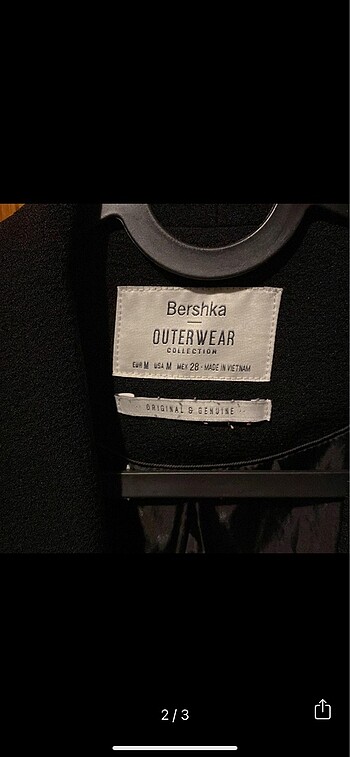 Bershka
OUTERWEAR
COLLECTION
EUR M USA M MEX 28 · MADE IN VIETNAM
ORIGINAL & GENUINE
2/3